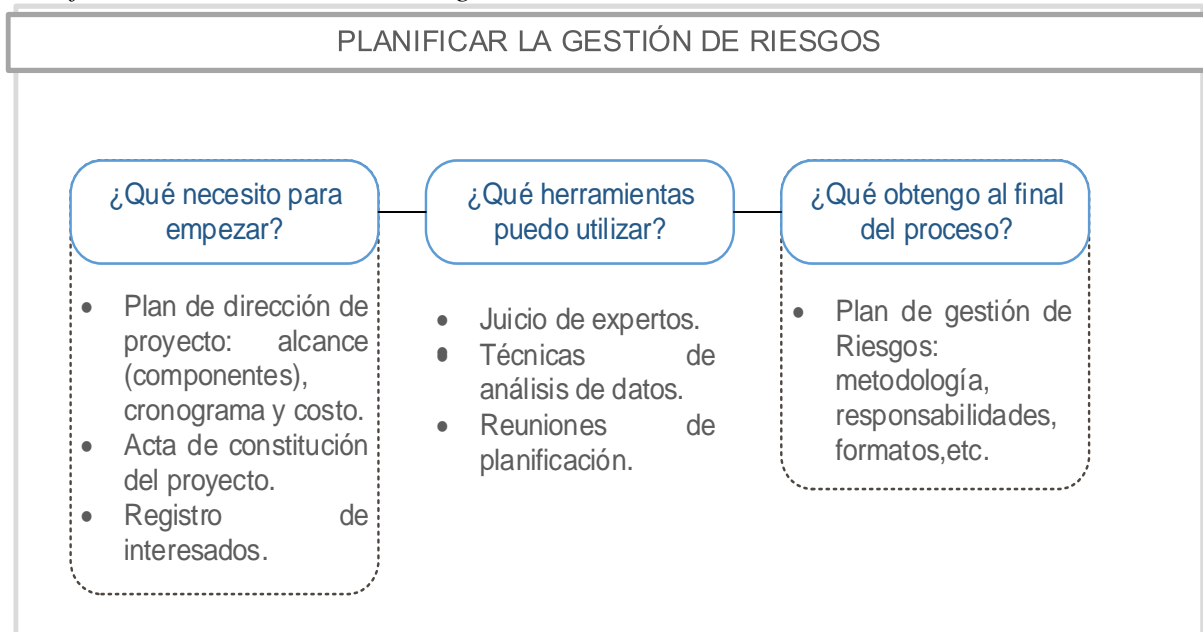 PLANIFICAR LA GESTIÓN DE RIESGOS
¿Qué necesito para
empezar?
• Plan de dirección de
proyecto: alcance
(componentes),
cronograma y costo.
• Acta de constitución
del proyecto.
• Registro de
interesados.
¿Qué herramientas
puedo utilizar?
• Juicio de expertos.
• Técnicas de
análisis de datos.
• Reuniones de
planificación.
¿Qué obtengo al final
del proceso?
• Plan de gestión de
Riesgos:
metodología,
responsabilidades,
formatos,etc.